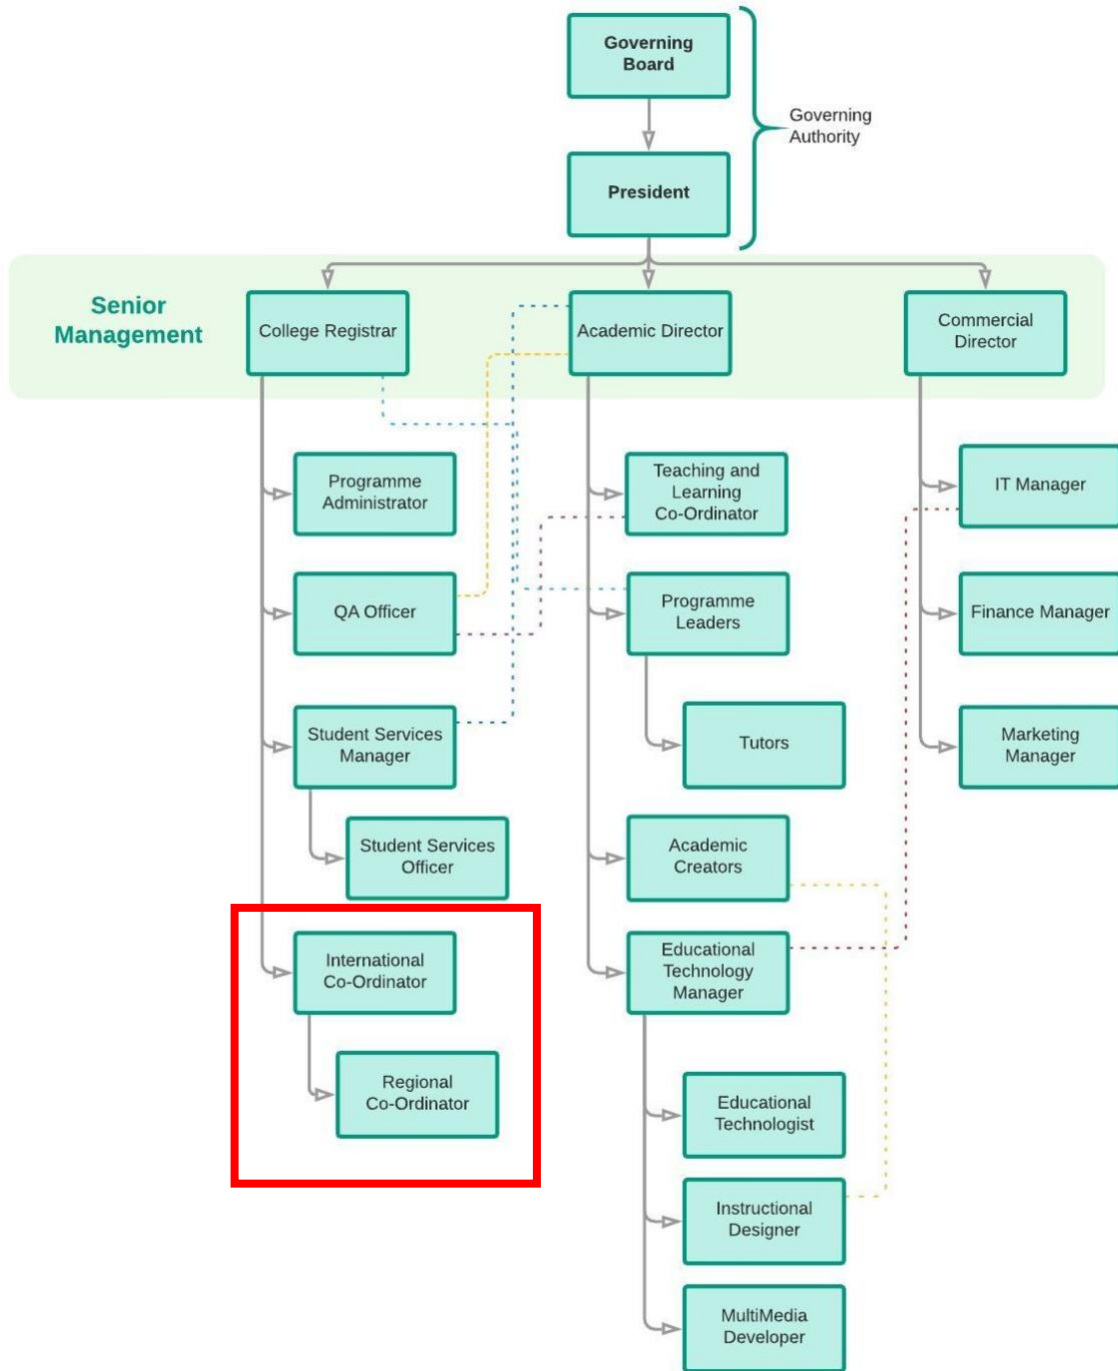 Governing
Board
Governing
Authority
President
Senior
Management
College Registrar
Academic Director
Commercial
Director
Programme
Administrator
Teaching and
Learning
Co-Ordinator
IT Manager
QA Officer
Programme
Leaders
Finance Manager
Student Services
Manager
Tutors
Marketing
Manager
Student Services
Officer
Academic
Creators
International
Co-Ordinator
Educational
Technology
Manager
Regional
Co-Ordinator
Educational
Technologist
Instructional
Designer
MultiMedia
Developer